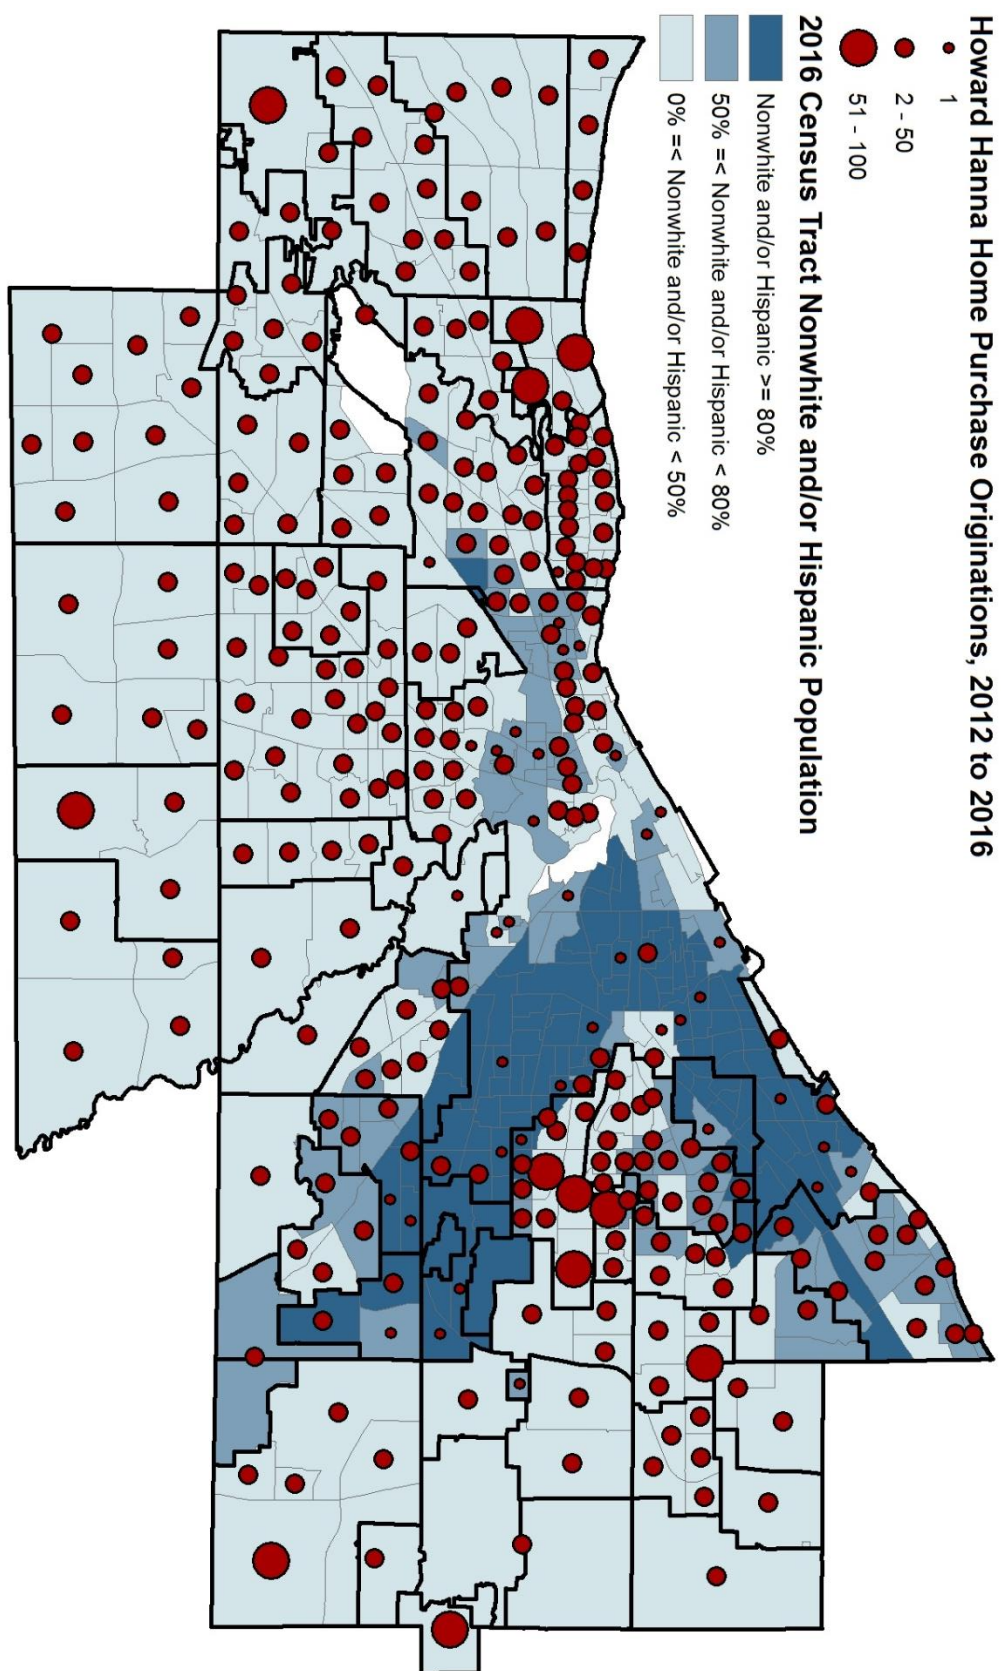 Howard Hanna Home Purchase Originations, 2012 to 2016
1
2 - 50
51 - 100
2016 Census Tract Nonwhite and/or Hispanic Population
Nonwhite and/or Hispanic >= 80%
50% =< Nonwhite and/or Hispanic < 80%
0% =< Nonwhite and/or Hispanic < 50%